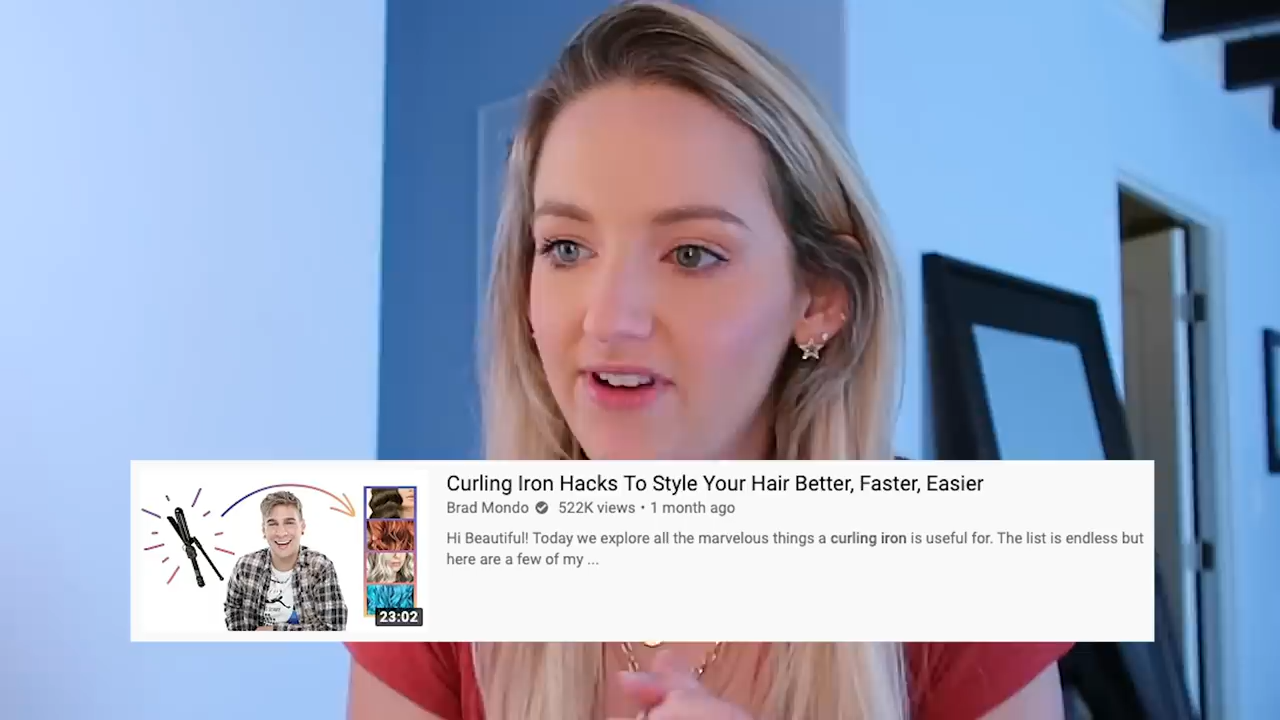 Curling Iron Hacks To Style Your Hair Better, Faster, Easier
Brad Mondo 522K views • 1 month ago
Hi Beautiful! Today we explore all the marvelous things a curling iron is useful for. The list is endless but
here are a few of my ...
23:02